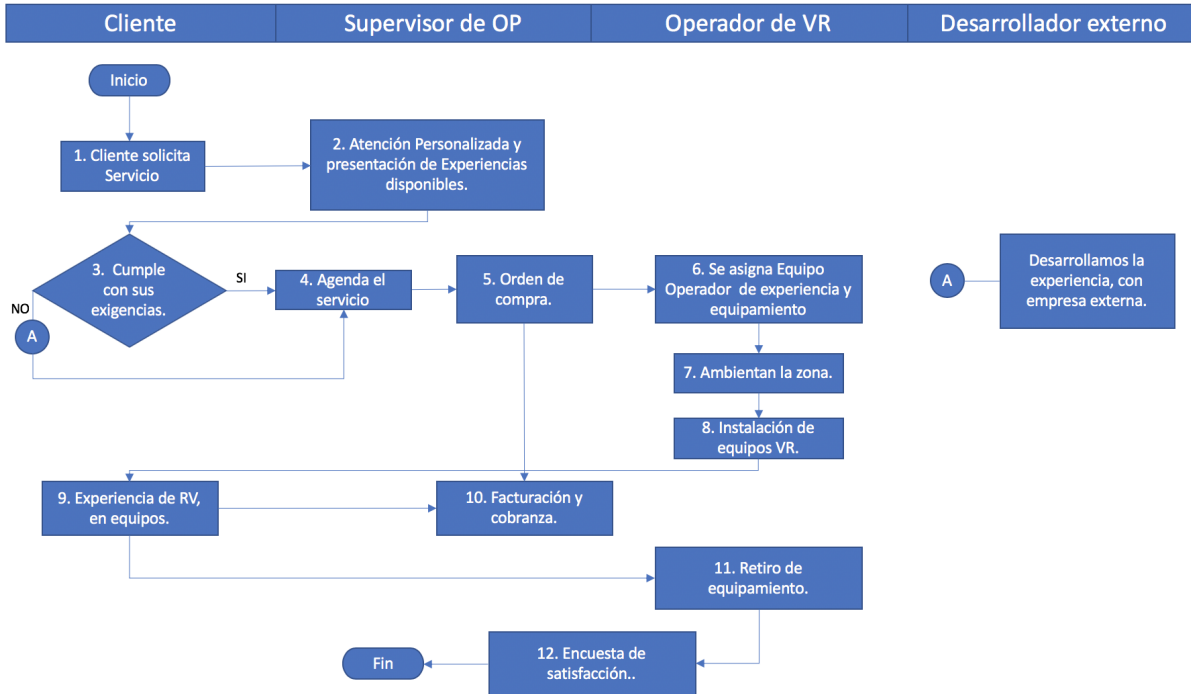 Cliente
Supervisor de OP
Operador de VR
Desarrollador externo
Inicio
1. Cliente solicita
Servicio
2. Atención Personalizada y
presentación de Experiencias
disponibles.
3. Cumple
con sus
exigencias.
SI
NO
A
4. Agenda el
servicio
5. Orden de
compra.
6. Se asigna Equipo
Operador de experiencia y
equipamiento
A
Desarrollamos la
experiencia, con
empresa externa.
7. Ambientan la zona.
8. Instalación de
equipos VR.
9. Experiencia de RV,
en equipos.
10. Facturación y
cobranza.
11. Retiro de
equipamiento.
12. Encuesta de
satisfacción..
Fin